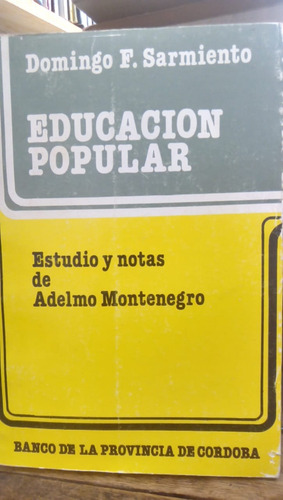 Domingo F. Sarmiento
EDUCACION
POPULAR
Estudio y notas
de
Adelmo Montenegro
BANCO DE LA PROVINCIA DE CORDOBA